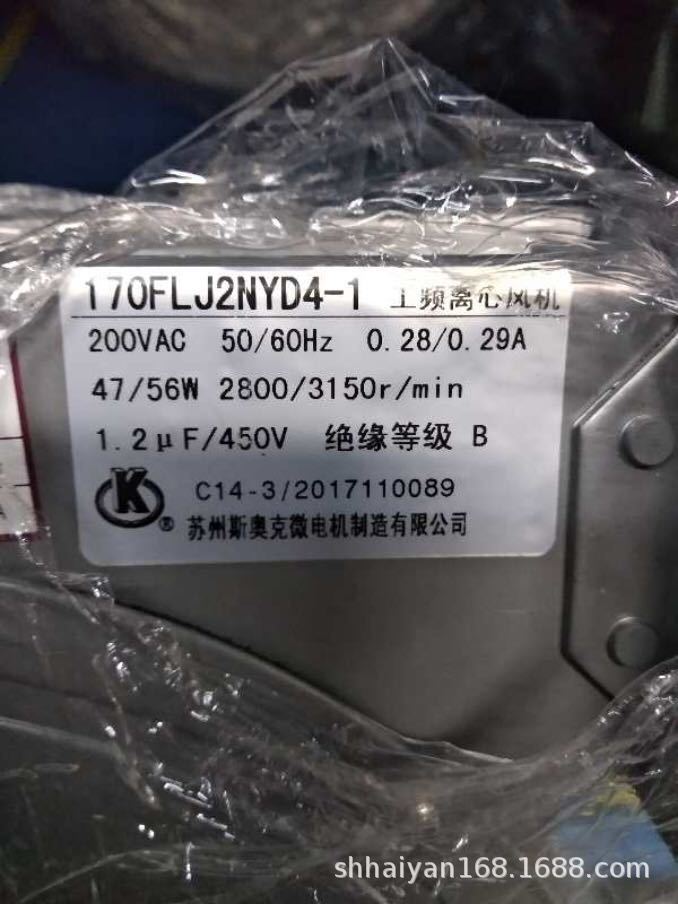 170FLJ2NYD4-1 工频离心风机
200VAC 50/60Hz 0.28/0.29A
47/56W 2800/3150r/min
1.2μF/450V 绝缘等级 B
K ® C14-3/2017110089
苏州斯奥克微电机制造有限公司
A
shhaiyan168.1688.com